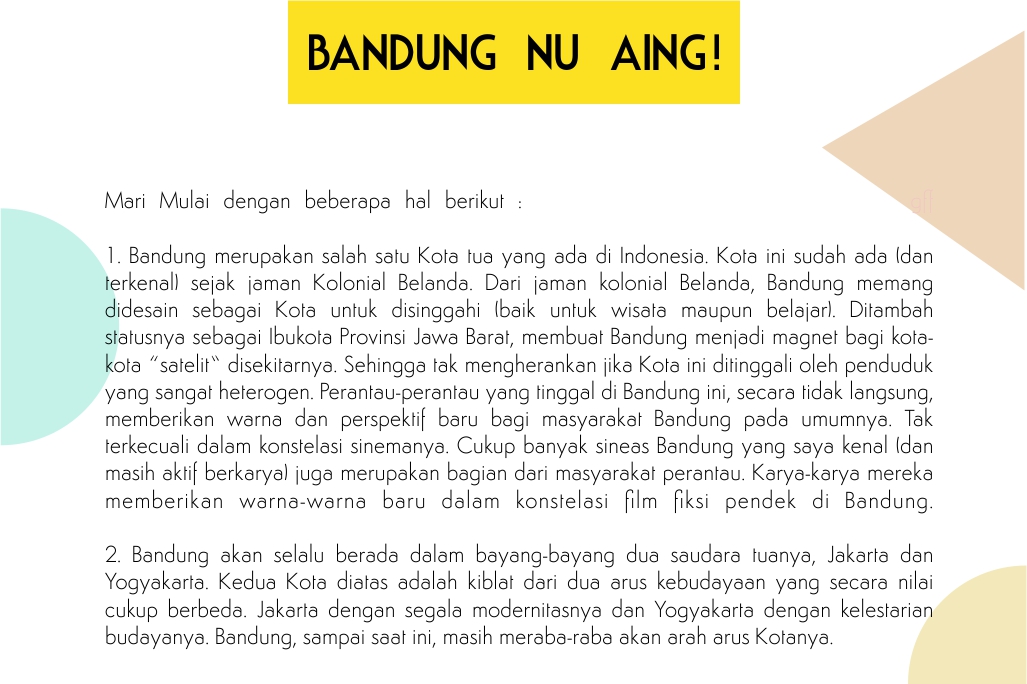 BANDUNG NU AING!
Mari Mulai dengan beberapa hal berikut :
gff
1. Bandung merupakan salah satu Kota tua yang ada di Indonesia. Kota ini sudah ada (dan
terkenal) sejak jaman Kolonial Belanda. Dari jaman kolonial Belanda, Bandung memang
didesain sebagai Kota untuk disinggahi (baik untuk wisata maupun belajar). Ditambah
statusnya sebagai Ibukota Provinsi Jawa Barat, membuat Bandung menjadi magnet bagi kota-
kota “satelit“ disekitarnya. Sehingga tak mengherankan jika Kota ini ditinggali oleh penduduk
yang sangat heterogen. Perantau-perantau yang tinggal di Bandung ini, secara tidak langsung,
memberikan warna dan perspektif baru bagi masyarakat Bandung pada umumnya. Tak
terkecuali dalam konstelasi sinemanya. Cukup banyak sineas Bandung yang saya kenal (dan
masih aktif berkarya) juga merupakan bagian dari masyarakat perantau. Karya-karya mereka
memberikan warna-warna baru dalam konstelasi film fiksi pendek di Bandung.
2. Bandung akan selalu berada dalam bayang-bayang dua saudara tuanya, Jakarta dan
Yogyakarta. Kedua Kota diatas adalah kiblat dari dua arus kebudayaan yang secara nilai
cukup berbeda. Jakarta dengan segala modernitasnya dan Yogyakarta dengan kelestarian
budayanya. Bandung, sampai saat ini, masih meraba-raba akan arah arus Kotanya.